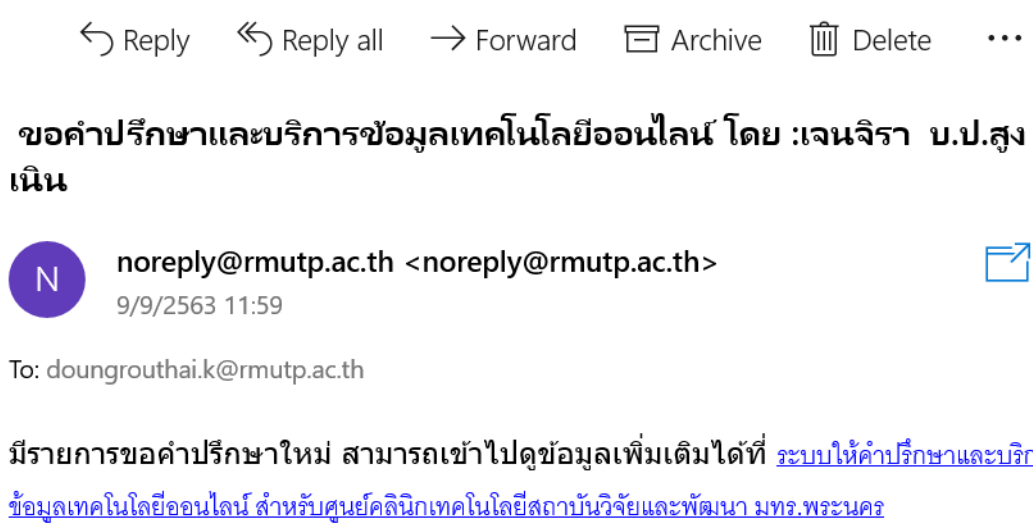 Reply Reply all Forward Archive Delete ...
ขอคำปรึกษาและบริการข้อมูลเทคโนโลยีออนไลน์ โดย :เจนจิรา บ.ป.สูง
เนิน
N
noreply@rmutp.ac.th <noreply@rmutp.ac.th>
9/9/2563 11:59
To: doungrouthai.k@rmutp.ac.th
มีรายการขอคำปรึกษาใหม่ สามารถเข้าไปดูข้อมูลเพิ่มเติมได้ที่ ระบบให้คำปรึกษาและบริก
ข้อมูลเทคโนโลยีออนไลน์ สำหรับศูนย์คลินิกเทคโนโลยีสถาบันวิจัยและพัฒนา มทร.พระนคร